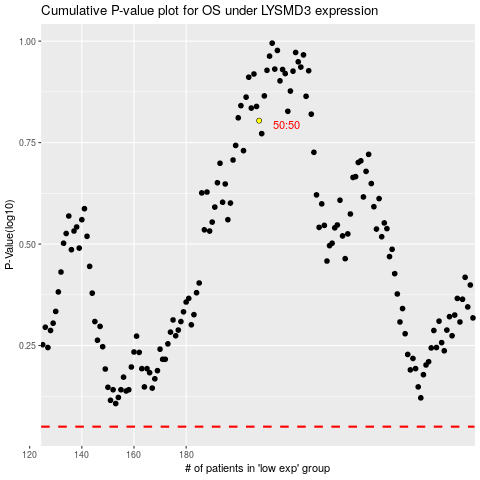 Cumulative P-value plot for OS under LYSMD3 expression
1.00
0.75
0.50
0.25
P-Value(log10)
50:50
120 140 160 180
# of patients in 'low exp' group